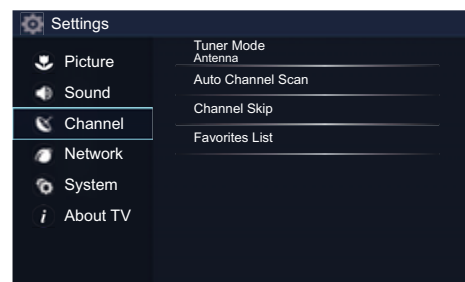 Settings
Picture
Sound
Channel
Network
System
i About TV
Tuner Mode
Antenna
Auto Channel Scan
Channel Skip
Favorites List